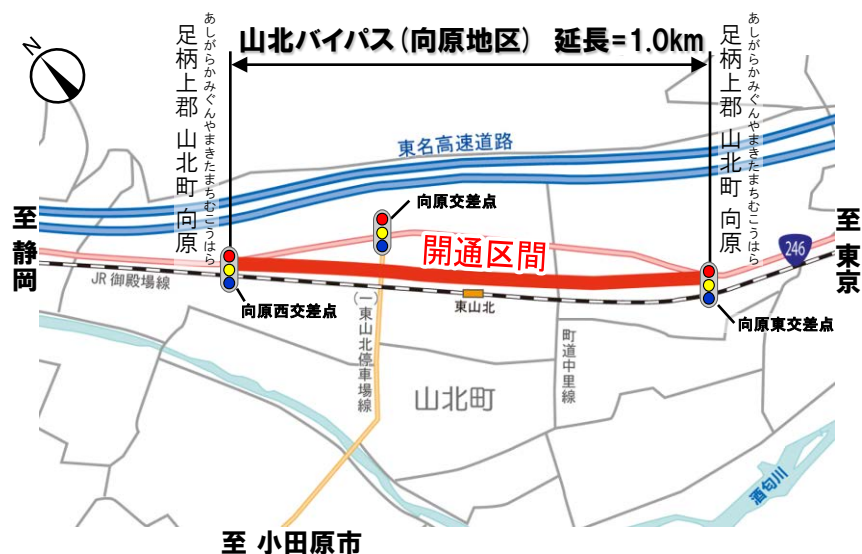 山北バイパス(向原地区) 延長=1.0km
N
足柄上郡 山北町 向原
あしがらかみぐんやまきたまちむこうはら
足柄上郡 山北町 向原
あしがらかみぐんやまきたまちむこうはら
東名高速道路
向原交差点
至 静岡
至 東京
開通区間
246
JR 御殿場線
向原西交差点
東山北
向原東交差点
(一)東山北停車場線
町道中里線
山北町
酒匂川
至 小田原市